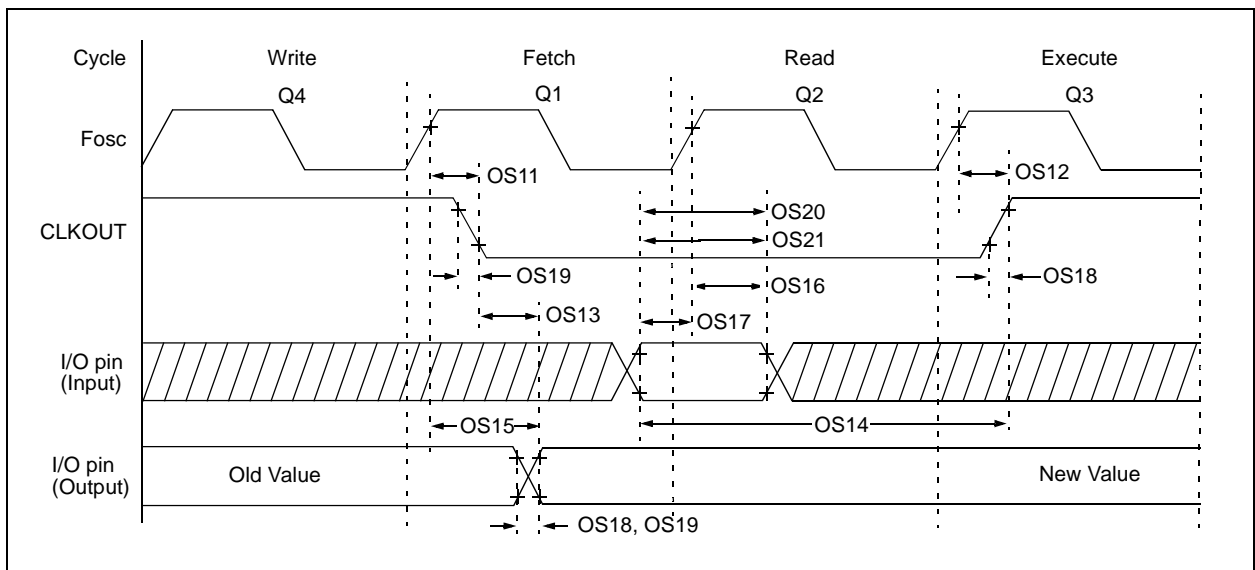 Cycle Write Fetch Read Execute
Q4 Q1 Q2 Q3
Fosc
OS11 OS12
OS20
CLKOUT
OS21
OS19 OS16 OS18
OS13 OS17
I/O pin
(Input)
OS15 OS14
I/O pin
(Output)
Old Value New Value
OS18, OS19